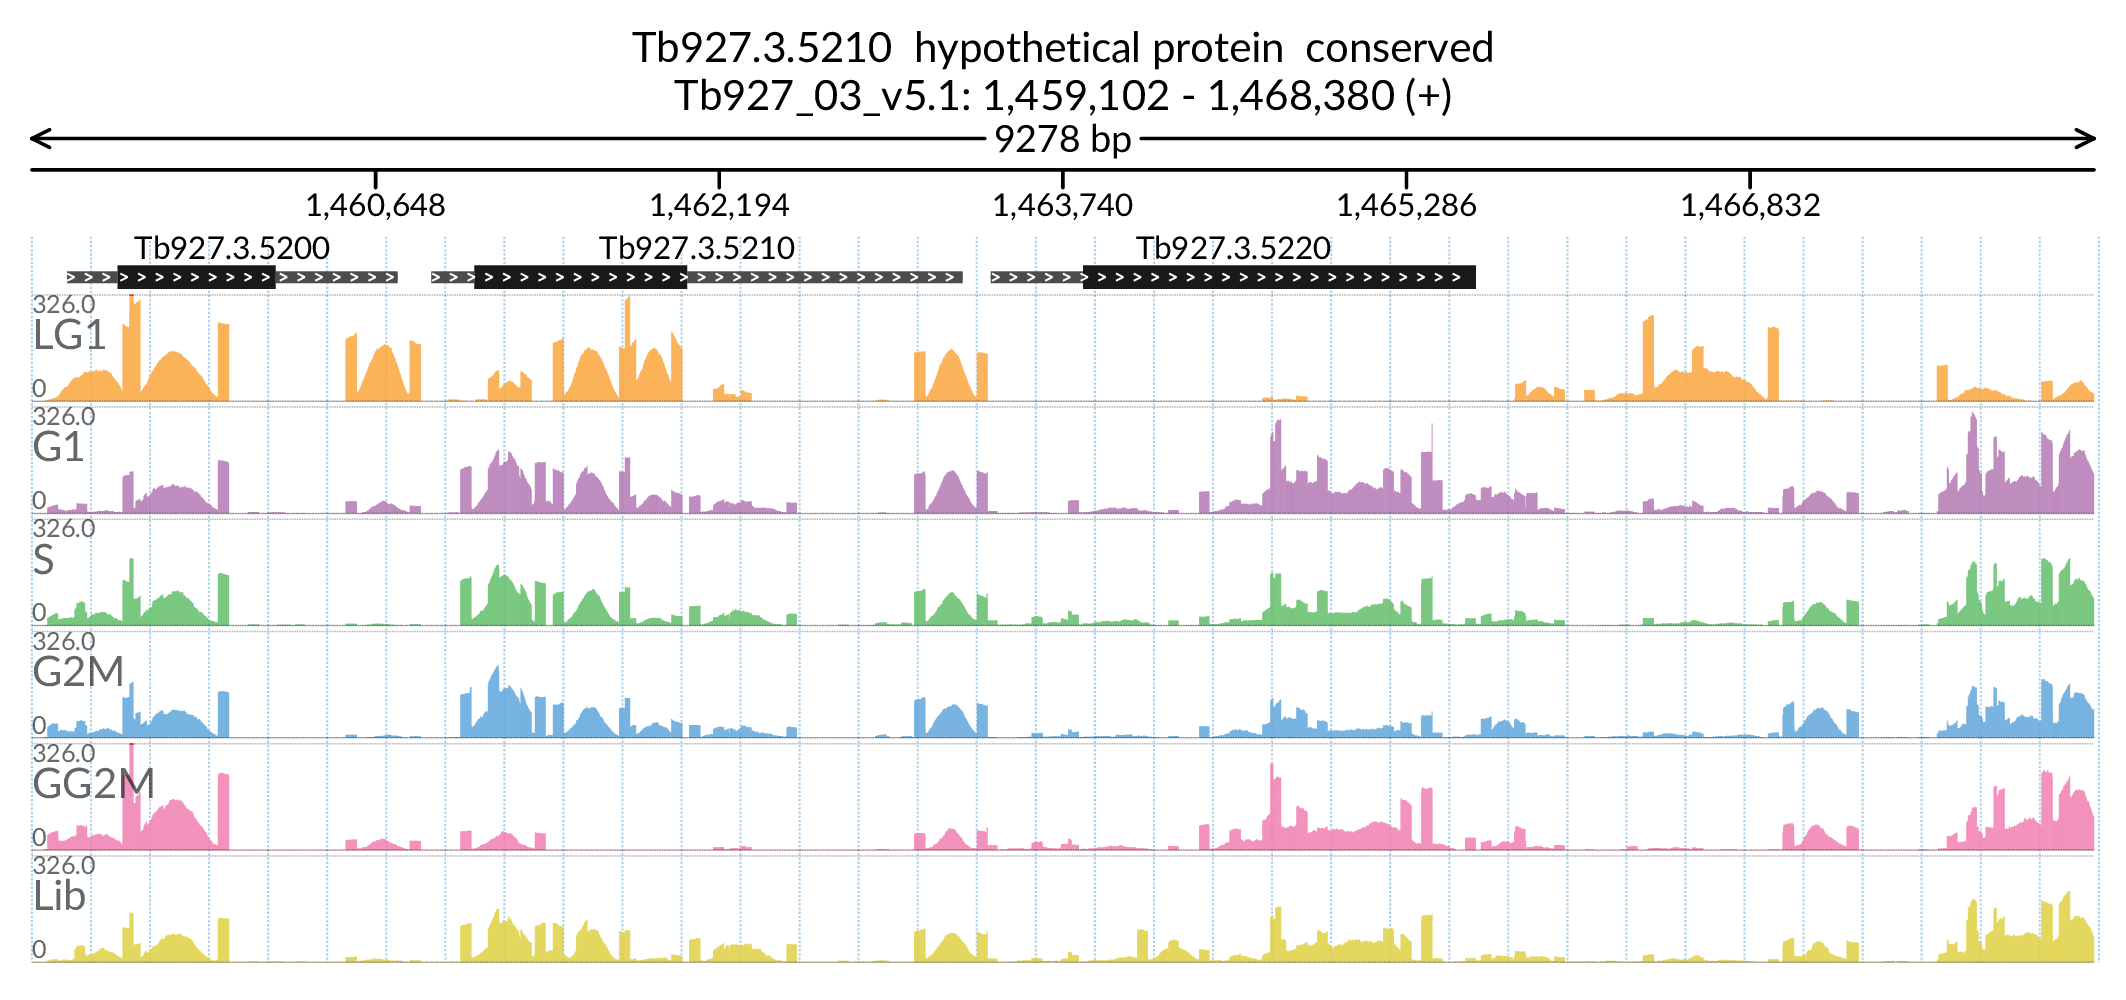 Tb927.3.5210  hypothetical protein  conserved
Tb927_03_v5.1: 1,459,102 - 1,468,380 (+)
9278 bp
1,460,648 1,462,194 1,463,740 1,465,286 1,466,832
Tb927.3.5200 Tb927.3.5210 Tb927.3.5220
326.0
LG1
0
326.0
G1
0
326.0
S
0
326.0
G2M
0
326.0
GG2M
0
326.0
Lib
0